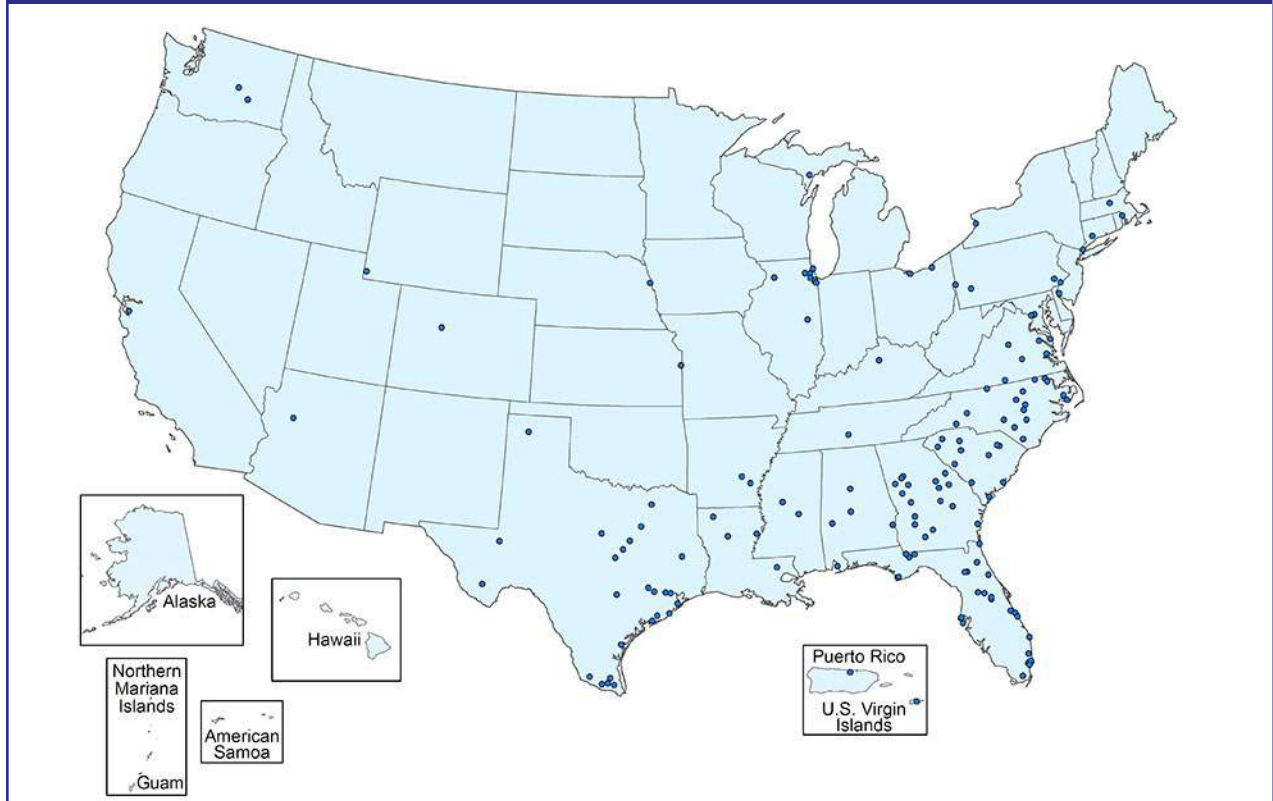 Alaska
Hawaii
Northern
Mariana
Islands
Guam
American
Samoa
Puerto Rico
U.S. Virgin
Islands